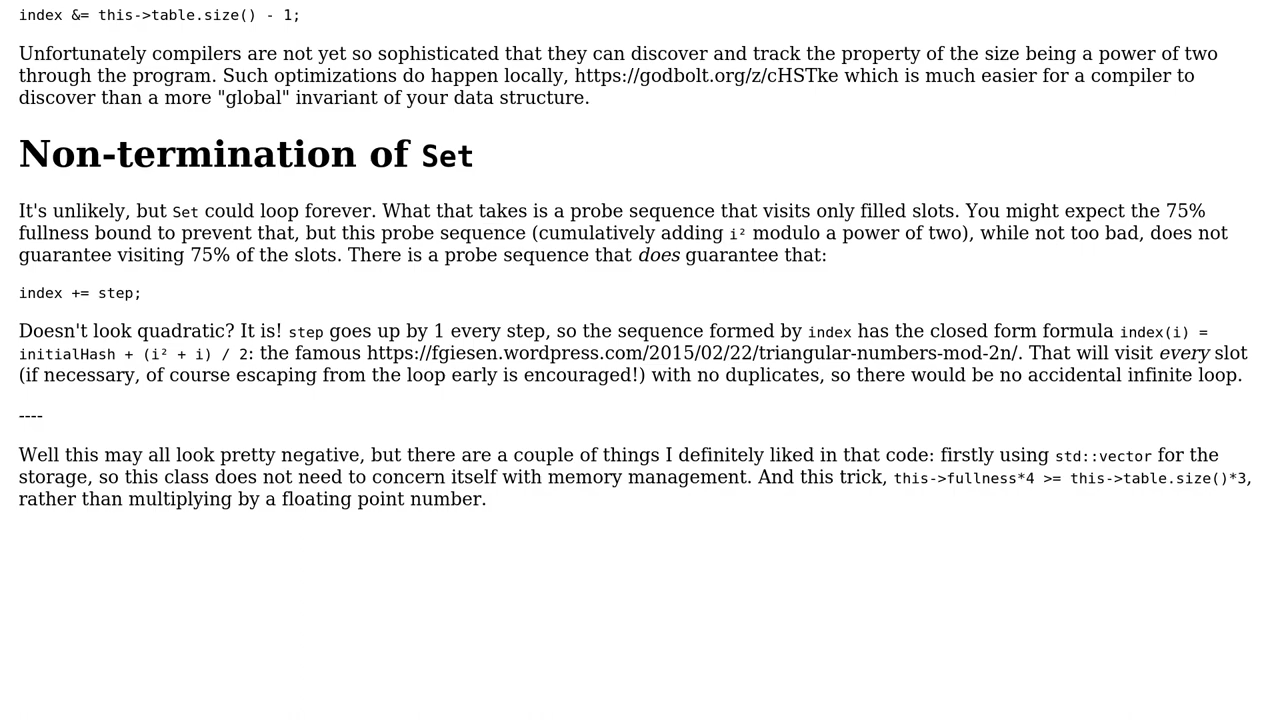 index &= this->table.size() - 1;
Unfortunately compilers are not yet so sophisticated that they can discover and track the property of the size being a power of two
through the program. Such optimizations do happen locally, https://godbolt.org/z/cHSTke which is much easier for a compiler to
discover than a more "global" invariant of your data structure.
Non-termination of Set
It's unlikely, but Set could loop forever. What that takes is a probe sequence that visits only filled slots. You might expect the 75%
fullness bound to prevent that, but this probe sequence (cumulatively adding i² modulo a power of two), while not too bad, does not
guarantee visiting 75% of the slots. There is a probe sequence that does guarantee that:
index += step;
Doesn't look quadratic? It is! step goes up by 1 every step, so the sequence formed by index has the closed form formula index(i) =
initialHash + (i² + i) / 2: the famous https://fgiesen.wordpress.com/2015/02/22/triangular-numbers-mod-2n/. That will visit every slot
(if necessary, of course escaping from the loop early is encouraged!) with no duplicates, so there would be no accidental infinite loop.
----
Well this may all look pretty negative, but there are a couple of things I definitely liked in that code: firstly using std::vector for the
storage, so this class does not need to concern itself with memory management. And this trick, this->fullness*4 >= this->table.size()*3,
rather than multiplying by a floating point number.